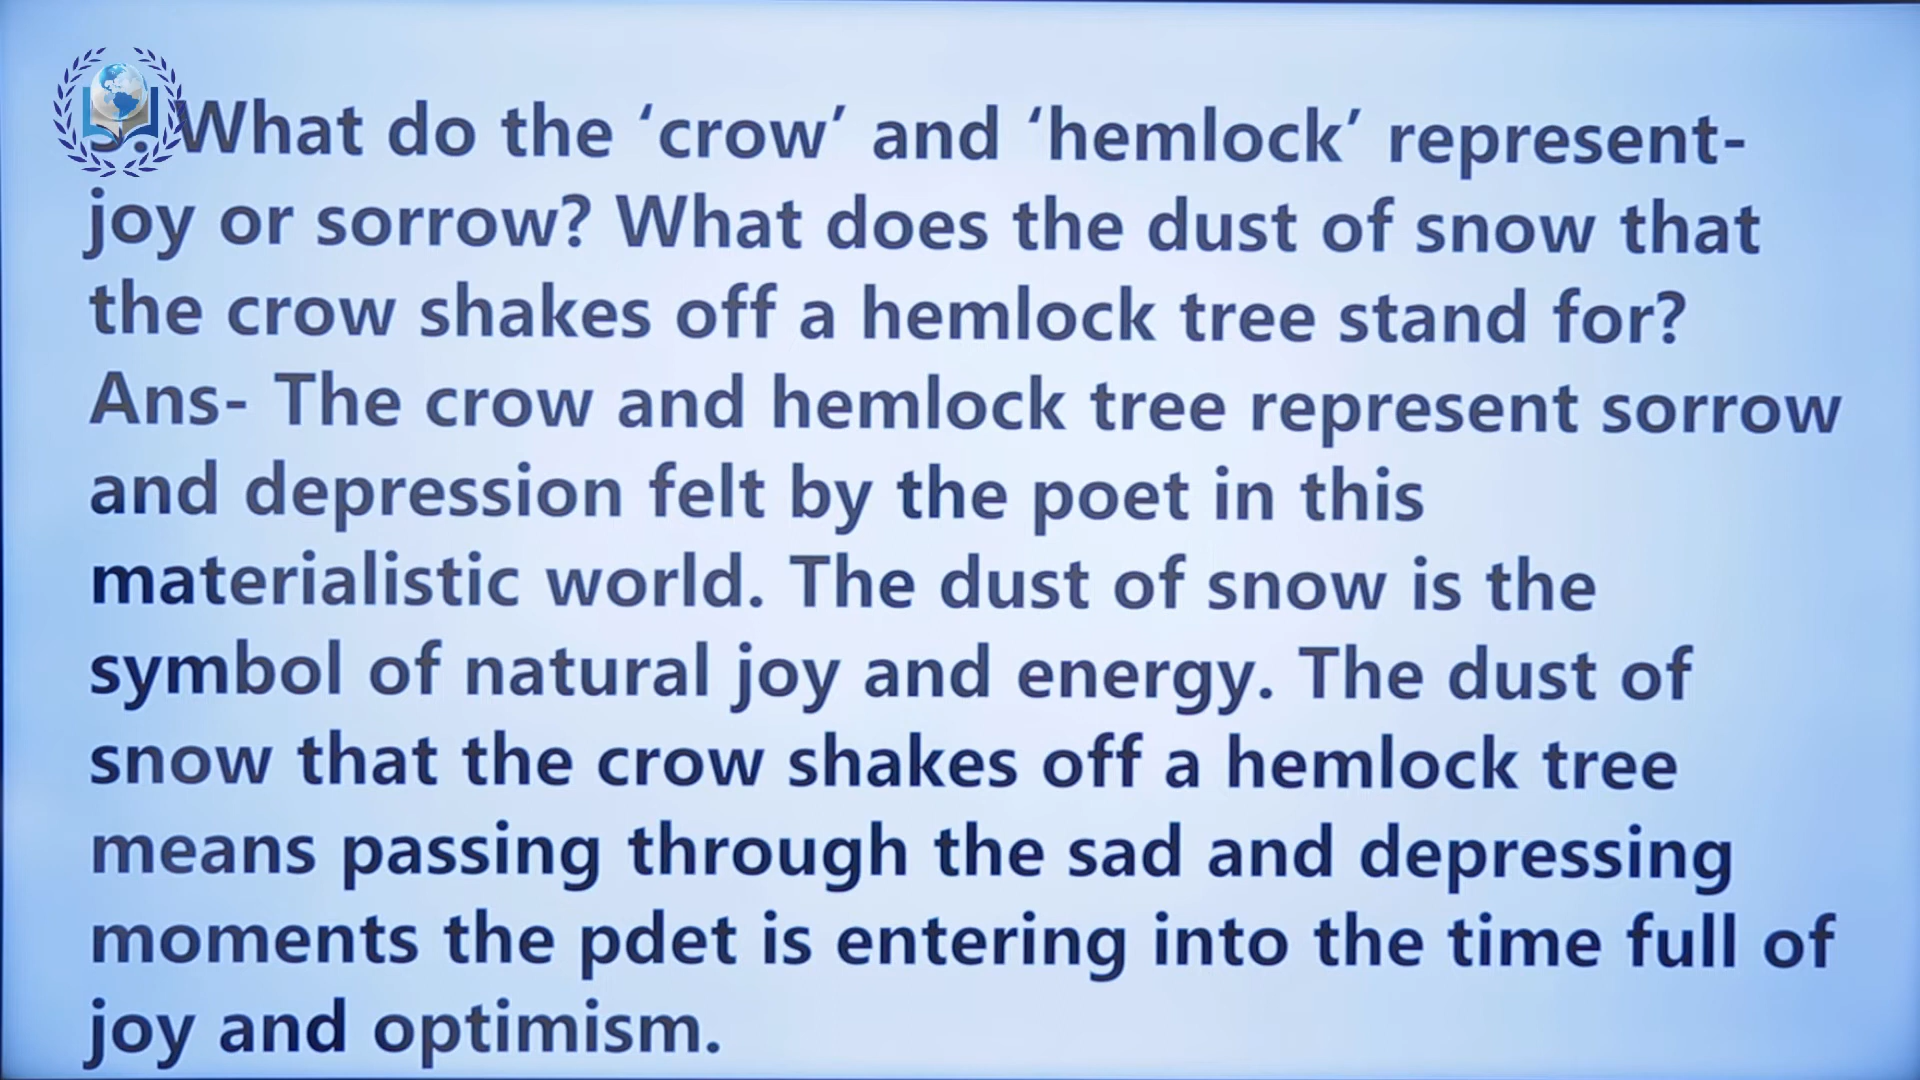 What do the ‘crow’ and ‘hemlock’ represent-
joy or sorrow? What does the dust of snow that
the crow shakes off a hemlock tree stand for?
Ans- The crow and hemlock tree represent sorrow
and depression felt by the poet in this
materialistic world. The dust of snow is the
symbol of natural joy and energy. The dust of
snow that the crow shakes off a hemlock tree
means passing through the sad and depressing
moments the pdet is entering into the time full of
joy and optimism.